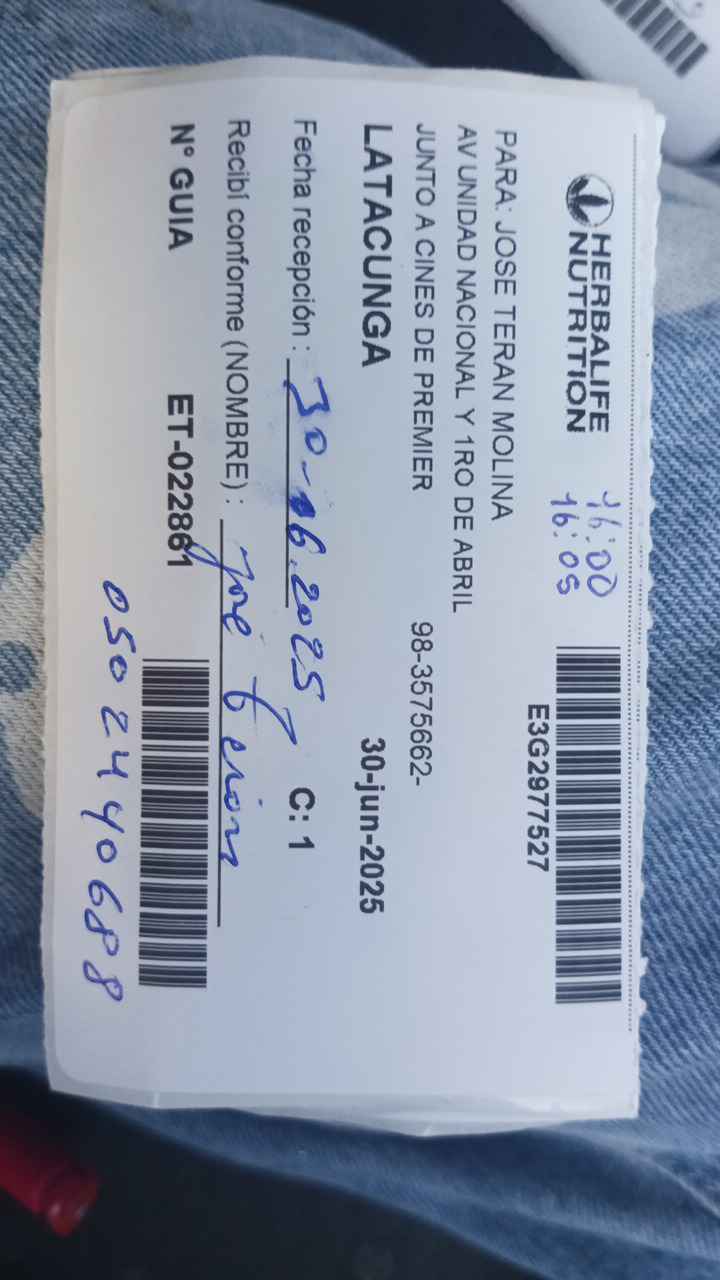 HERBALIFE
NUTRITION
16:00
16:05
E3G2977527
PARA: JOSE TERAN MOLINA
AV UNIDAD NACIONAL Y 1RO DE ABRIL
JUNTO A CINES DE PREMIER 98-3575662-
LATACUNGA 30-jun-2025
Fecha recepción : 30-06.2025 C: 1
Recibí conforme (NOMBRE) : José Terán
N° GUIA ET-022861
0502440688